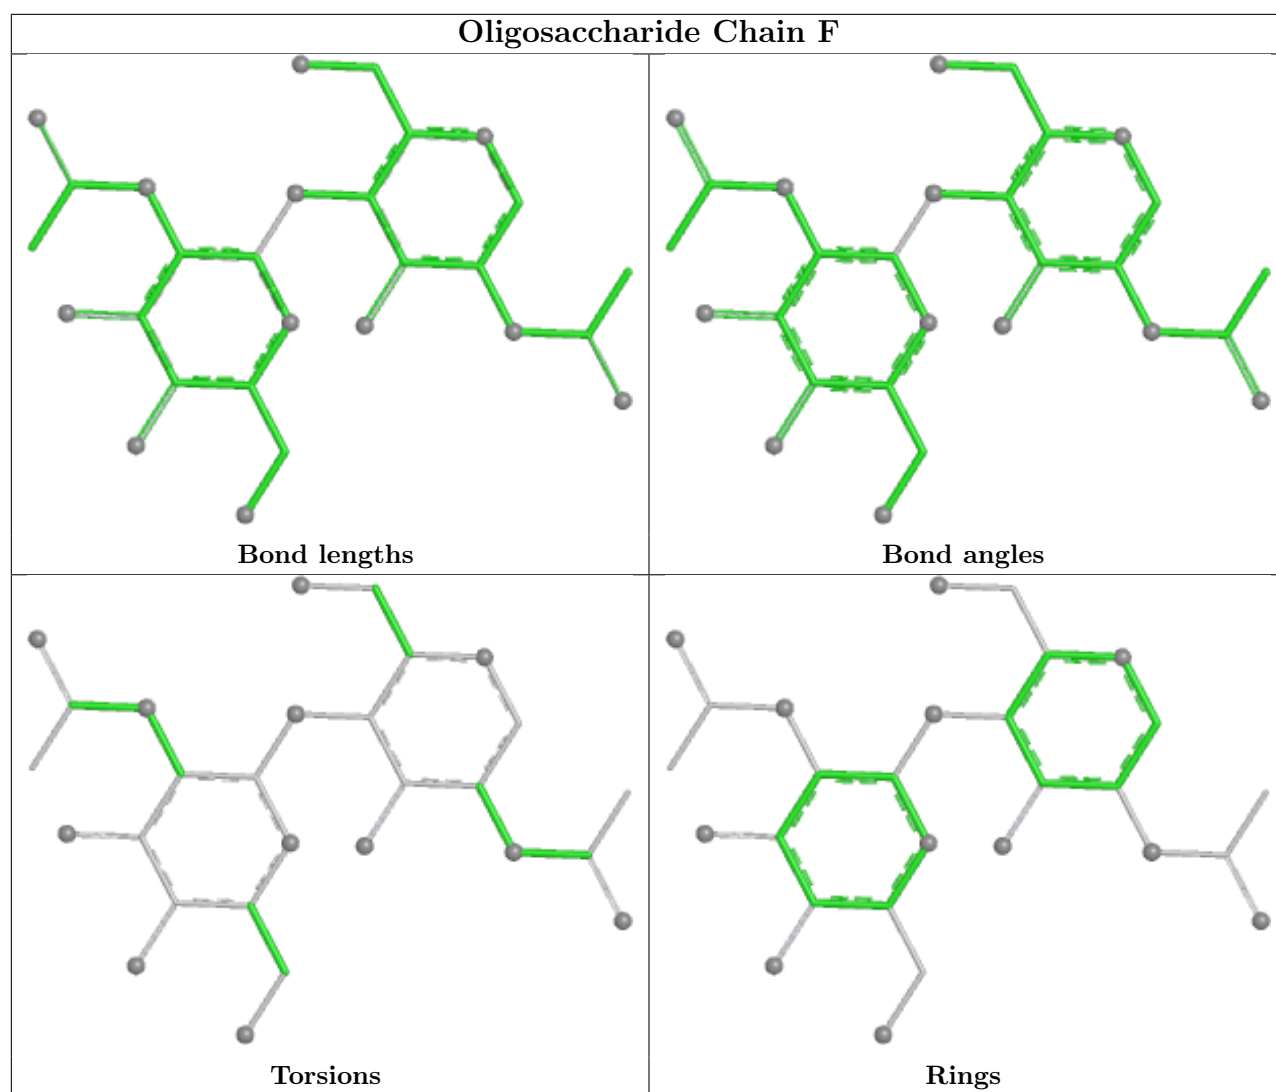 Oligosaccharide Chain F
Bond lengths
Bond angles
Torsions
Rings